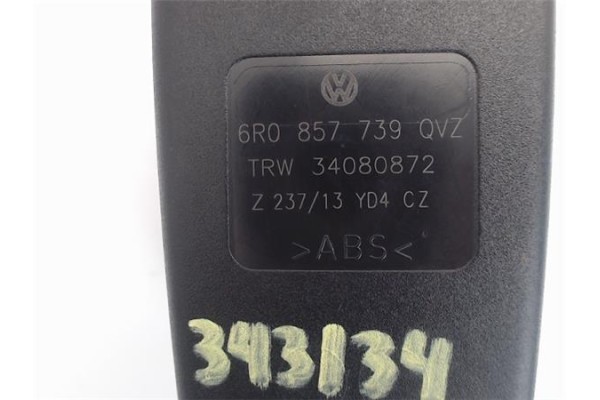 6R0 857 739 QVZ
TRW 34080872
Z 237/13 YD4 CZ
>ABS<
343134